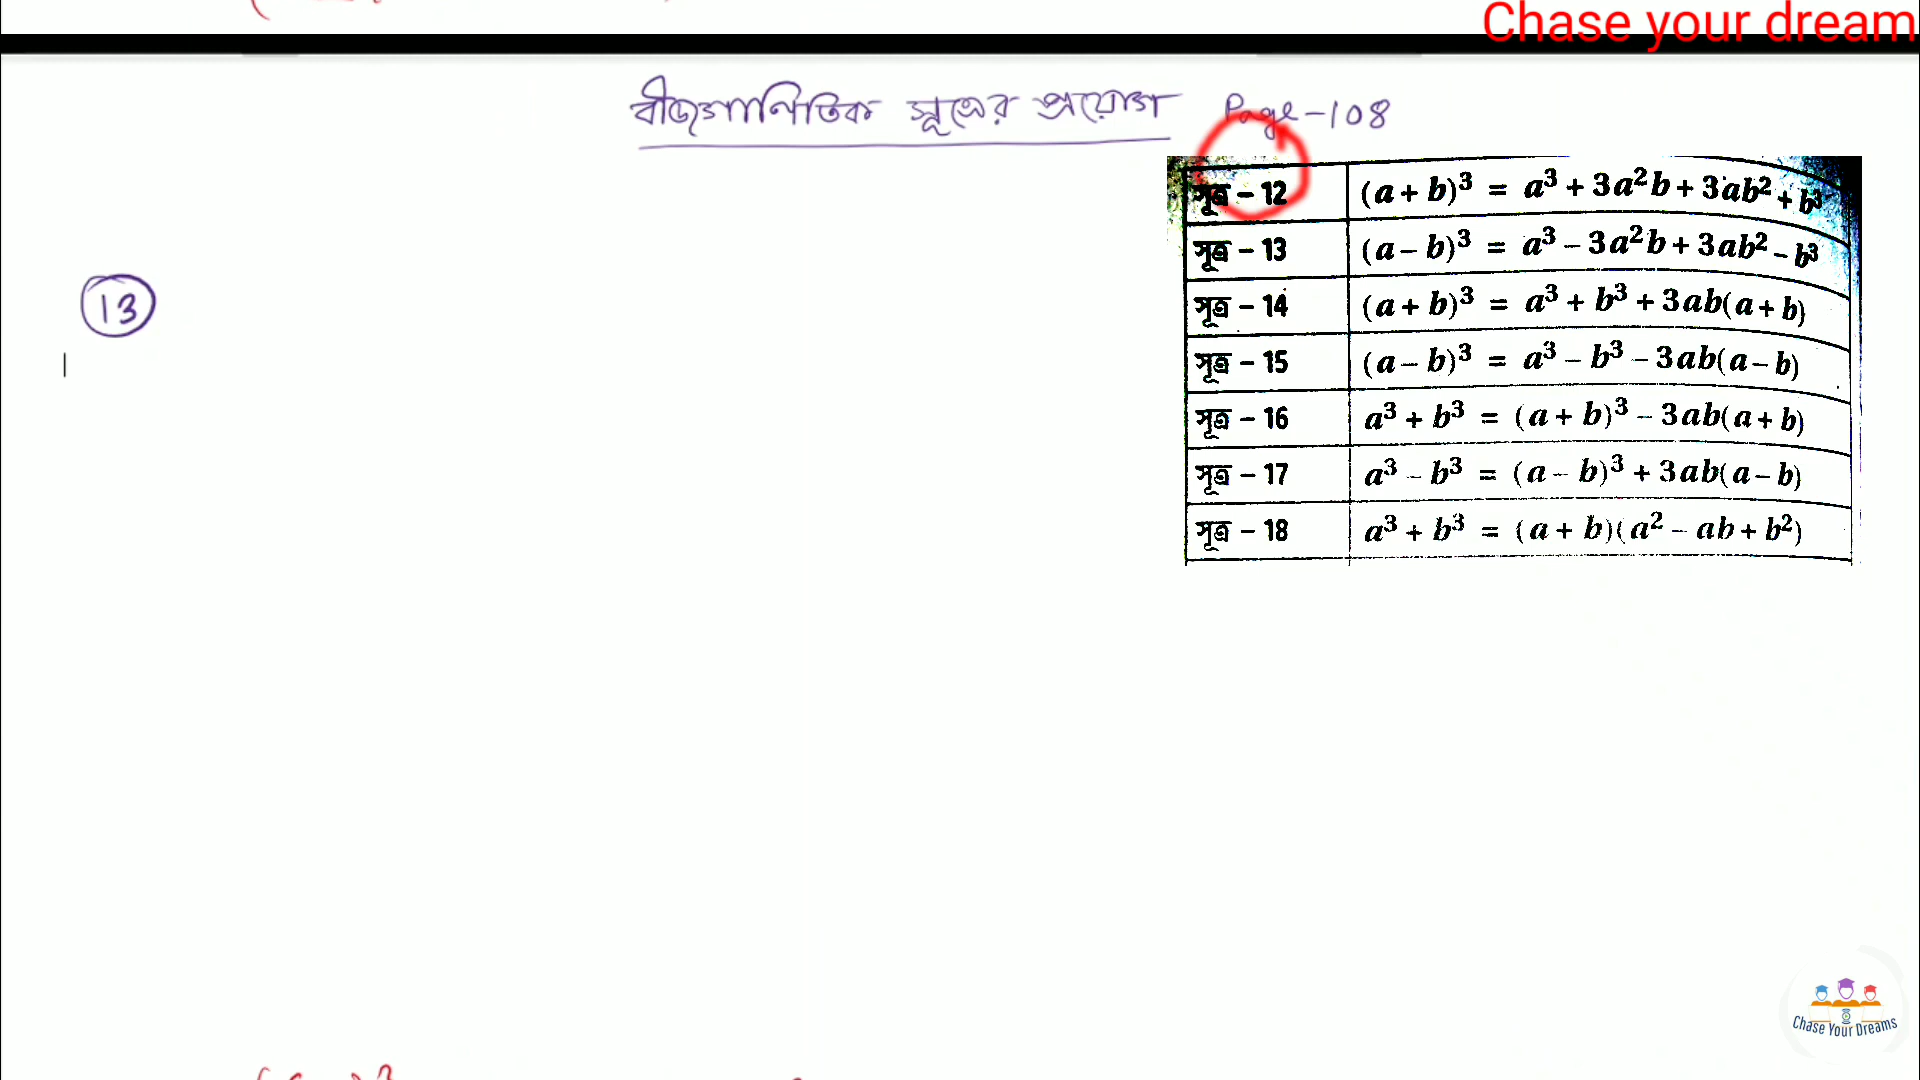 Chase your dream
বীজগাণিতিক সূত্রের প্রয়োগ Page-108
সূত্র – 12 (a + b)³ = a³ + 3a²b + 3ab² + b³
সূত্র – 13 (a – b)³ = a³ – 3a²b + 3ab² – b³
13
সূত্র – 14 (a + b)³ = a³ + b³ + 3ab(a + b)
সূত্র – 15 (a – b)³ = a³ – b³ – 3ab(a – b)
সূত্র – 16 a³ + b³ = (a + b)³ – 3ab(a + b)
সূত্র – 17 a³ – b³ = (a – b)³ + 3ab(a – b)
সূত্র – 18 a³ + b³ = (a + b)(a² – ab + b²)
Chase Your Dreams